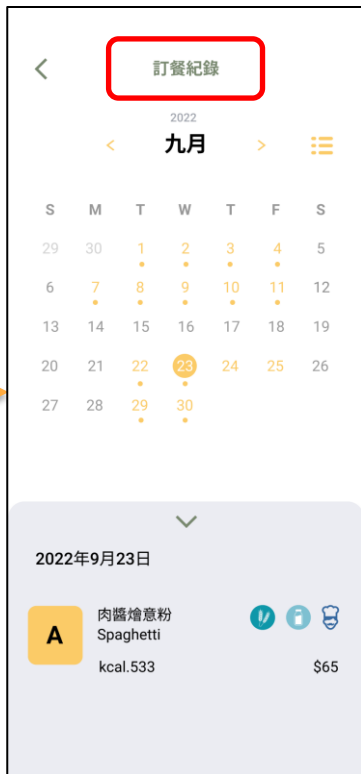 訂餐紀錄
2022
< 九月 >
S M T W T F S
29 30 1 2 3 4 5
6 7 8 9 10 11 12
13 14 15 16 17 18 19
20 21 22 23 24 25 26
27 28 29 30
2022年9月23日
A
肉醬燴意粉
Spaghetti
kcal.533 $65